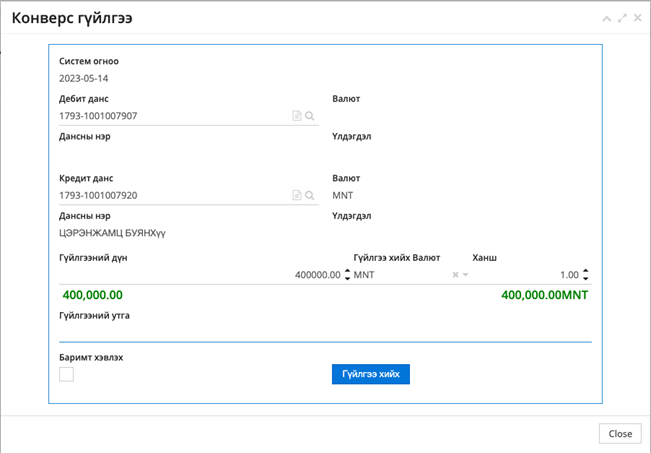 Конверс гүйлгээ
Систем огноо
2023-05-14
Дебит данс Валют
1793-1001007907
Дансны нэр Үлдэгдэл
Кредит данс Валют
1793-1001007920 MNT
Дансны нэр Үлдэгдэл
ЦЭРЭНЖАМЦ БУЯНХүү
Гүйлгээний дүн Гүйлгээ хийх Валют Ханш
400000.00 MNT 1.00
400,000.00 400,000.00MNT
Гүйлгээний утга
Баримт хэвлэх
Гүйлгээ хийх
Close